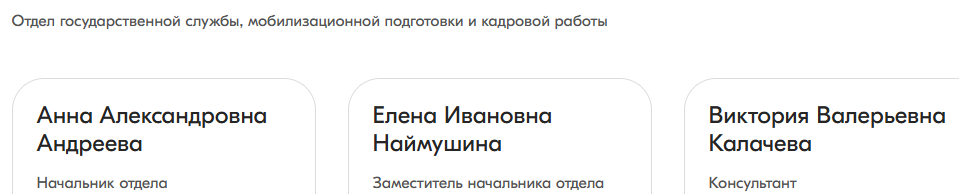 Отдел государственной службы, мобилизационной подготовки и кадровой работы
Анна Александровна
Андреева
Начальник отдела
Елена Ивановна
Наймушина
Заместитель начальника отдела
Виктория Валерьевна
Калачева
Консультант